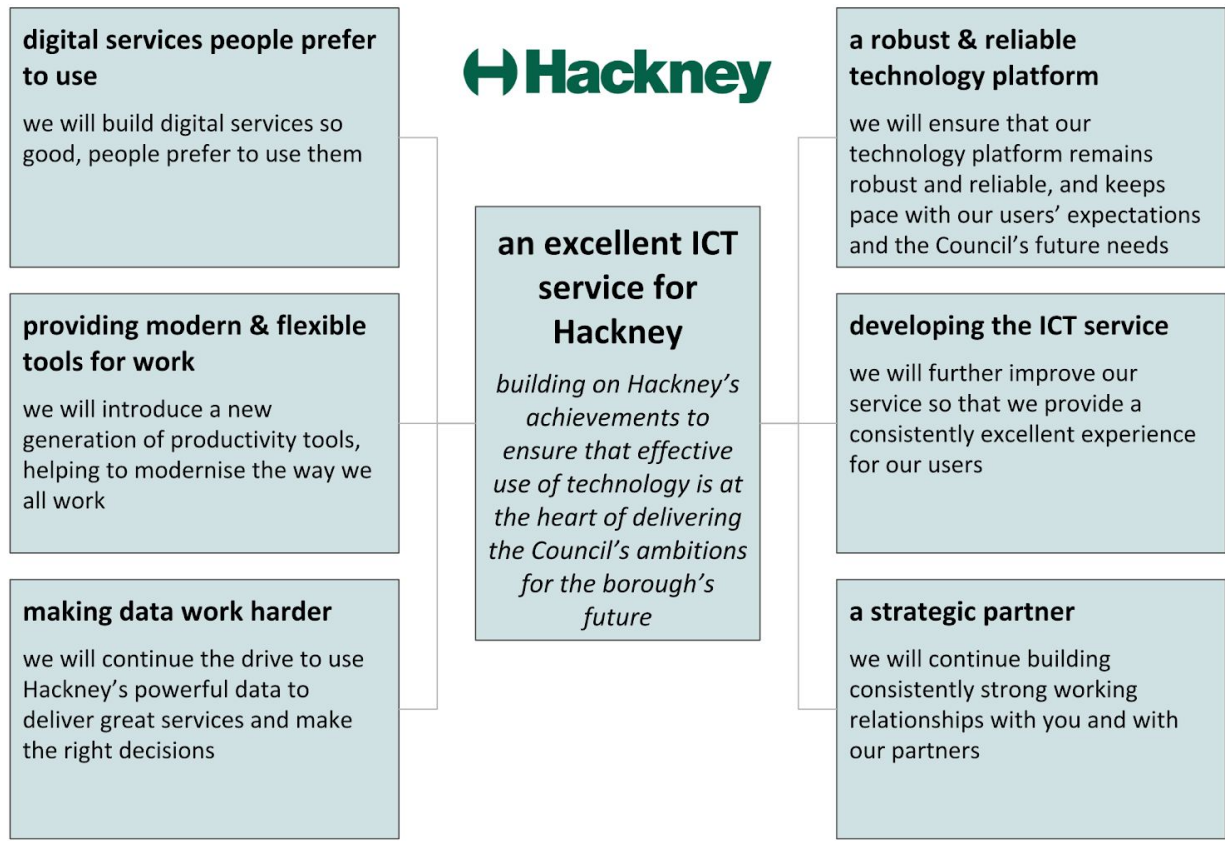 digital services people prefer
to use
we will build digital services so
good, people prefer to use them
providing modern & flexible
tools for work
we will introduce a new
generation of productivity tools,
helping to modernise the way we
all work
making data work harder
we will continue the drive to use
Hackney’s powerful data to
deliver great services and make
the right decisions
Hackney
an excellent ICT
service for
Hackney
building on Hackney’s
achievements to
ensure that effective
use of technology is at
the heart of delivering
the Council’s ambitions
for the borough’s
future
a robust & reliable
technology platform
we will ensure that our
technology platform remains
robust and reliable, and keeps
pace with our users’ expectations
and the Council’s future needs
developing the ICT service
we will further improve our
service so that we provide a
consistently excellent experience
for our users
a strategic partner
we will continue building
consistently strong working
relationships with you and with
our partners